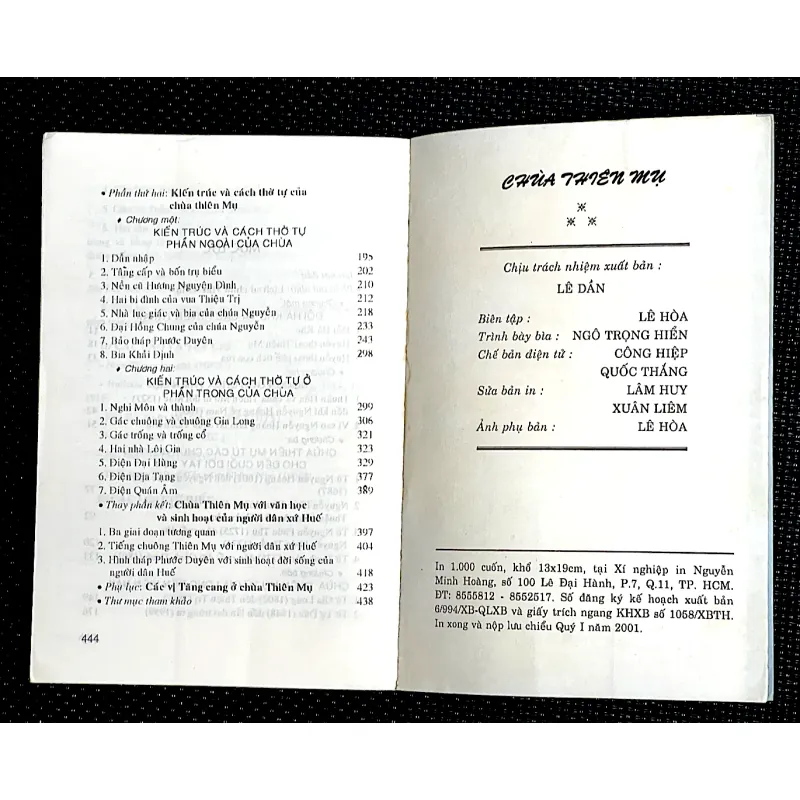 • Phần thứ hai: Kiến trúc và cách thờ tự của
chùa thiên Mụ
♦ Chương một:
KIẾN TRÚC VÀ CÁCH THỜ TỰ
PHẦN NGOÀI CỦA CHÙA
1. Dẫn nhập 195
2. Tầng cấp và bốn trụ biểu 202
3. Nền cũ Hương Nguyện Đình 210
4. Hai bi đình của vua Thiệu Trị 212
5. Nhà lục giác và bia của chúa Nguyễn 218
6. Đại Hồng Chung của chúa Nguyễn 233
7. Bảo tháp Phước Duyên 243
8. Bia Khải Định 298
♦ Chương hai:
KIẾN TRÚC VÀ CÁCH THỜ TỰ Ở
PHẦN TRONG CỦA CHÙA
1. Nghi Môn và thành 299
2. Gác chuông và chuông Gia Long 306
3. Gác trống và trống cổ 321
4. Hai nhà Lôi Gia 323
5. Điện Đại Hùng 329
6. Điện Địa Tạng 377
7. Điện Quán Âm 389
• Thay phần kết: Chùa Thiên Mụ với văn học
và sinh hoạt của người dân xứ Huế
1. Ba giai đoạn tương quan 397
2. Tiếng chuông Thiên Mụ với người dân xứ Huế 404
3. Hình tháp Phước Duyên với sinh hoạt đời sống của
người dân Huế 418
• Phụ lục: Các vị Tăng cang ở chùa Thiên Mụ 423
• Thư mục tham khảo 438
444
CHÙA THIÊN MỤ
Chịu trách nhiệm xuất bản :
LÊ DẦN
Biên tập : LÊ HÒA
Trình bày bìa : NGÔ TRỌNG HIỂN
Chế bản điện tử : CÔNG HIỆP
QUỐC THẮNG
Sửa bản in : LÂM HUY
XUÂN LIÊM
Ảnh phụ bản : LÊ HÒA
In 1.000 cuốn, khổ 13x19cm, tại Xí nghiệp in Nguyễn
Minh Hoàng, số 100 Lê Đại Hành, P.7, Q.11, TP. HCM.
ĐT: 8555812 - 8552517. Số đăng ký kế hoạch xuất bản
6/994/XB-QLXB và giấy trích ngang KHXB số 1058/XBTH.
In xong và nộp lưu chiểu Quý I năm 2001.